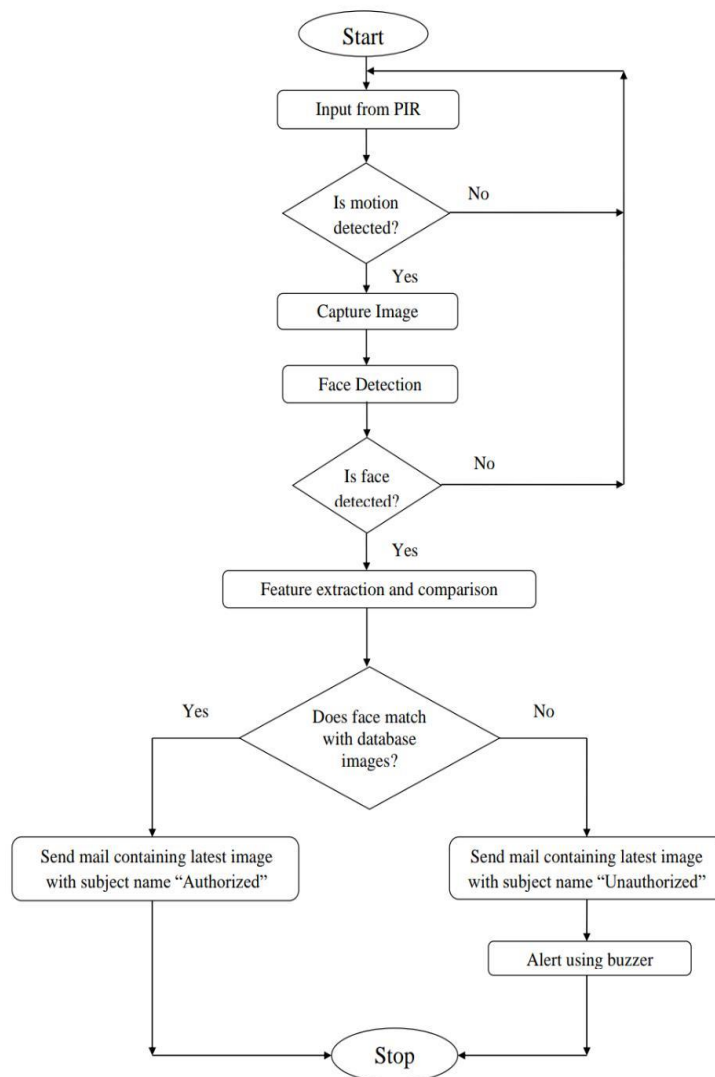 Start
Input from PIR
Is motion
detected?
No
Yes
Capture Image
Face Detection
Is face
detected?
No
Yes
Feature extraction and comparison
Does face match
with database
images?
Yes
No
Send mail containing latest image
with subject name “Authorized”
Send mail containing latest image
with subject name “Unauthorized”
Alert using buzzer
Stop